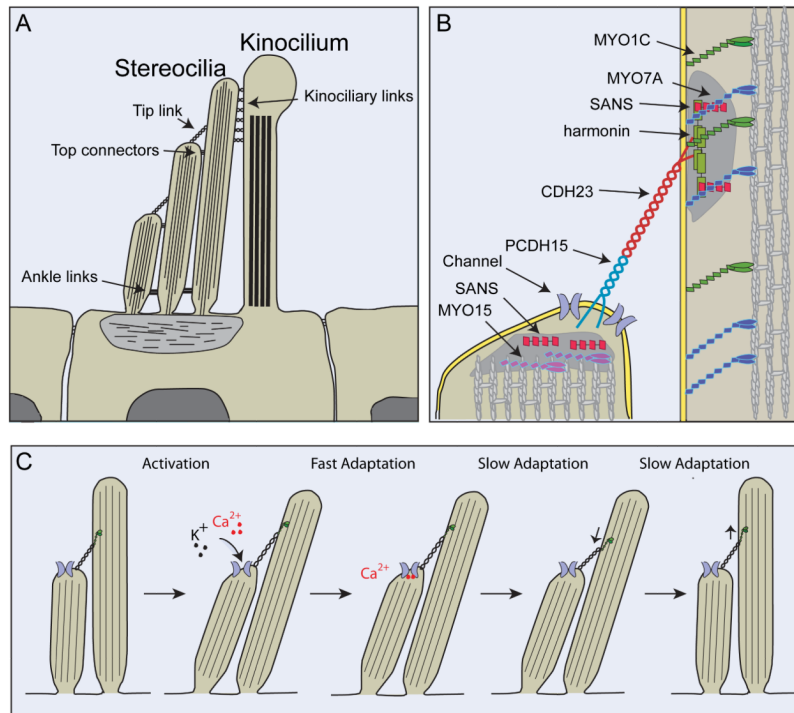 A
Kinocilium
Stereocilia
Tip link
Kinociliary links
Top connectors
Ankle links
B
MYO1C
MYO7A
SANS
harmonin
CDH23
PCDH15
Channel
SANS
MYO15
C
Activation
Fast Adaptation
Slow Adaptation
Slow Adaptation
K+
Ca2+
Ca2+